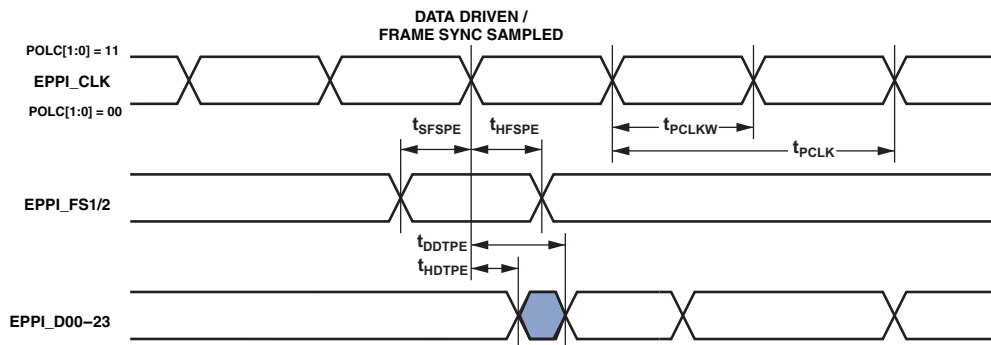 DATA DRIVEN /
FRAME SYNC SAMPLED
POLC[1:0] = 11
EPPI_CLK
POLC[1:0] = 00
tSFSPE
tHFSPE
tPCLKW
tPCLK
EPPI_FS1/2
tDDTPE
tHDTPE
EPPI_D00–23